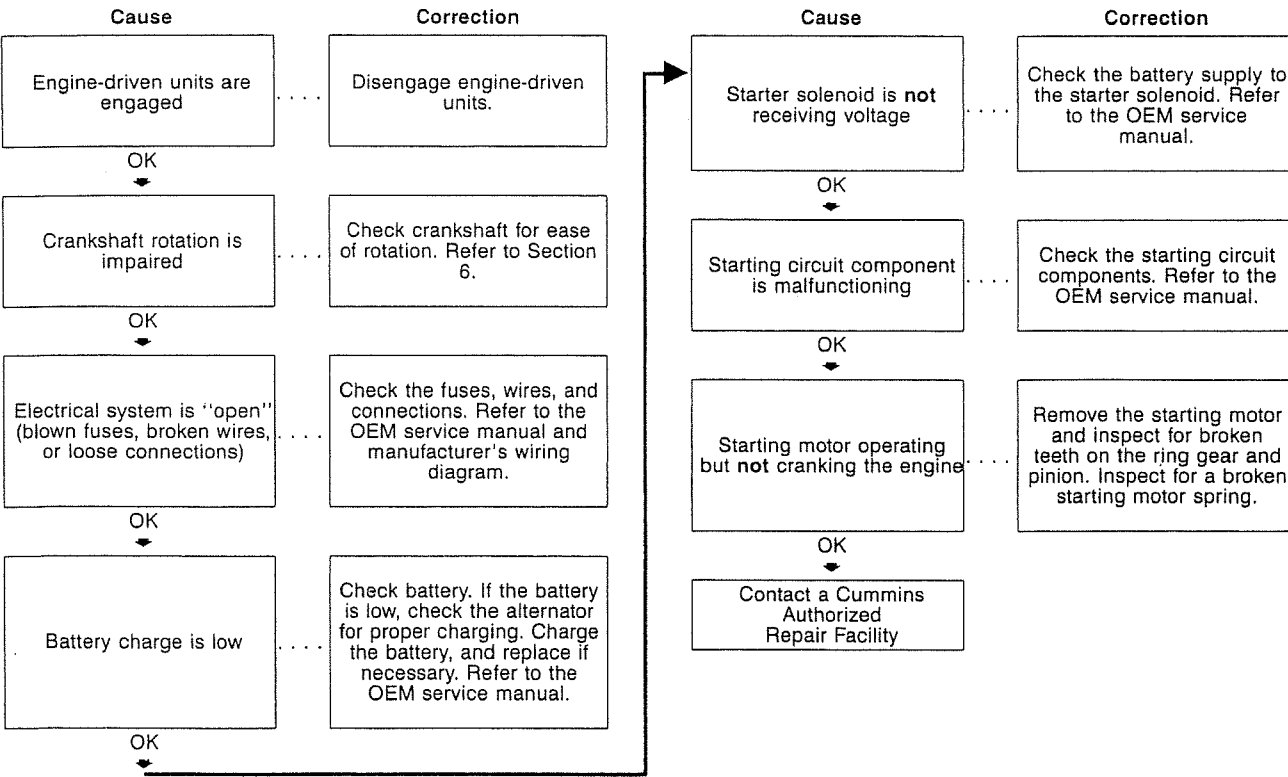 Cause
Correction
Engine-driven units are
engaged
. . . .
Disengage engine-driven
units.
OK
Crankshaft rotation is
impaired
. . . .
Check crankshaft for ease
of rotation. Refer to Section
6.
OK
Electrical system is ''open''
(blown fuses, broken wires,
or loose connections)
. . . .
Check the fuses, wires, and
connections. Refer to the
OEM service manual and
manufacturer's wiring
diagram.
OK
Battery charge is low
. . . .
Check battery. If the battery
is low, check the alternator
for proper charging. Charge
the battery, and replace if
necessary. Refer to the
OEM service manual.
OK
Cause
Correction
Starter solenoid is not
receiving voltage
. . . .
Check the battery supply to
the starter solenoid. Refer
to the OEM service
manual.
OK
Starting circuit component
is malfunctioning
. . . .
Check the starting circuit
components. Refer to the
OEM service manual.
OK
Starting motor operating
but not cranking the engine
. . . .
Remove the starting motor
and inspect for broken
teeth on the ring gear and
pinion. Inspect for a broken
starting motor spring.
OK
Contact a Cummins
Authorized
Repair Facility